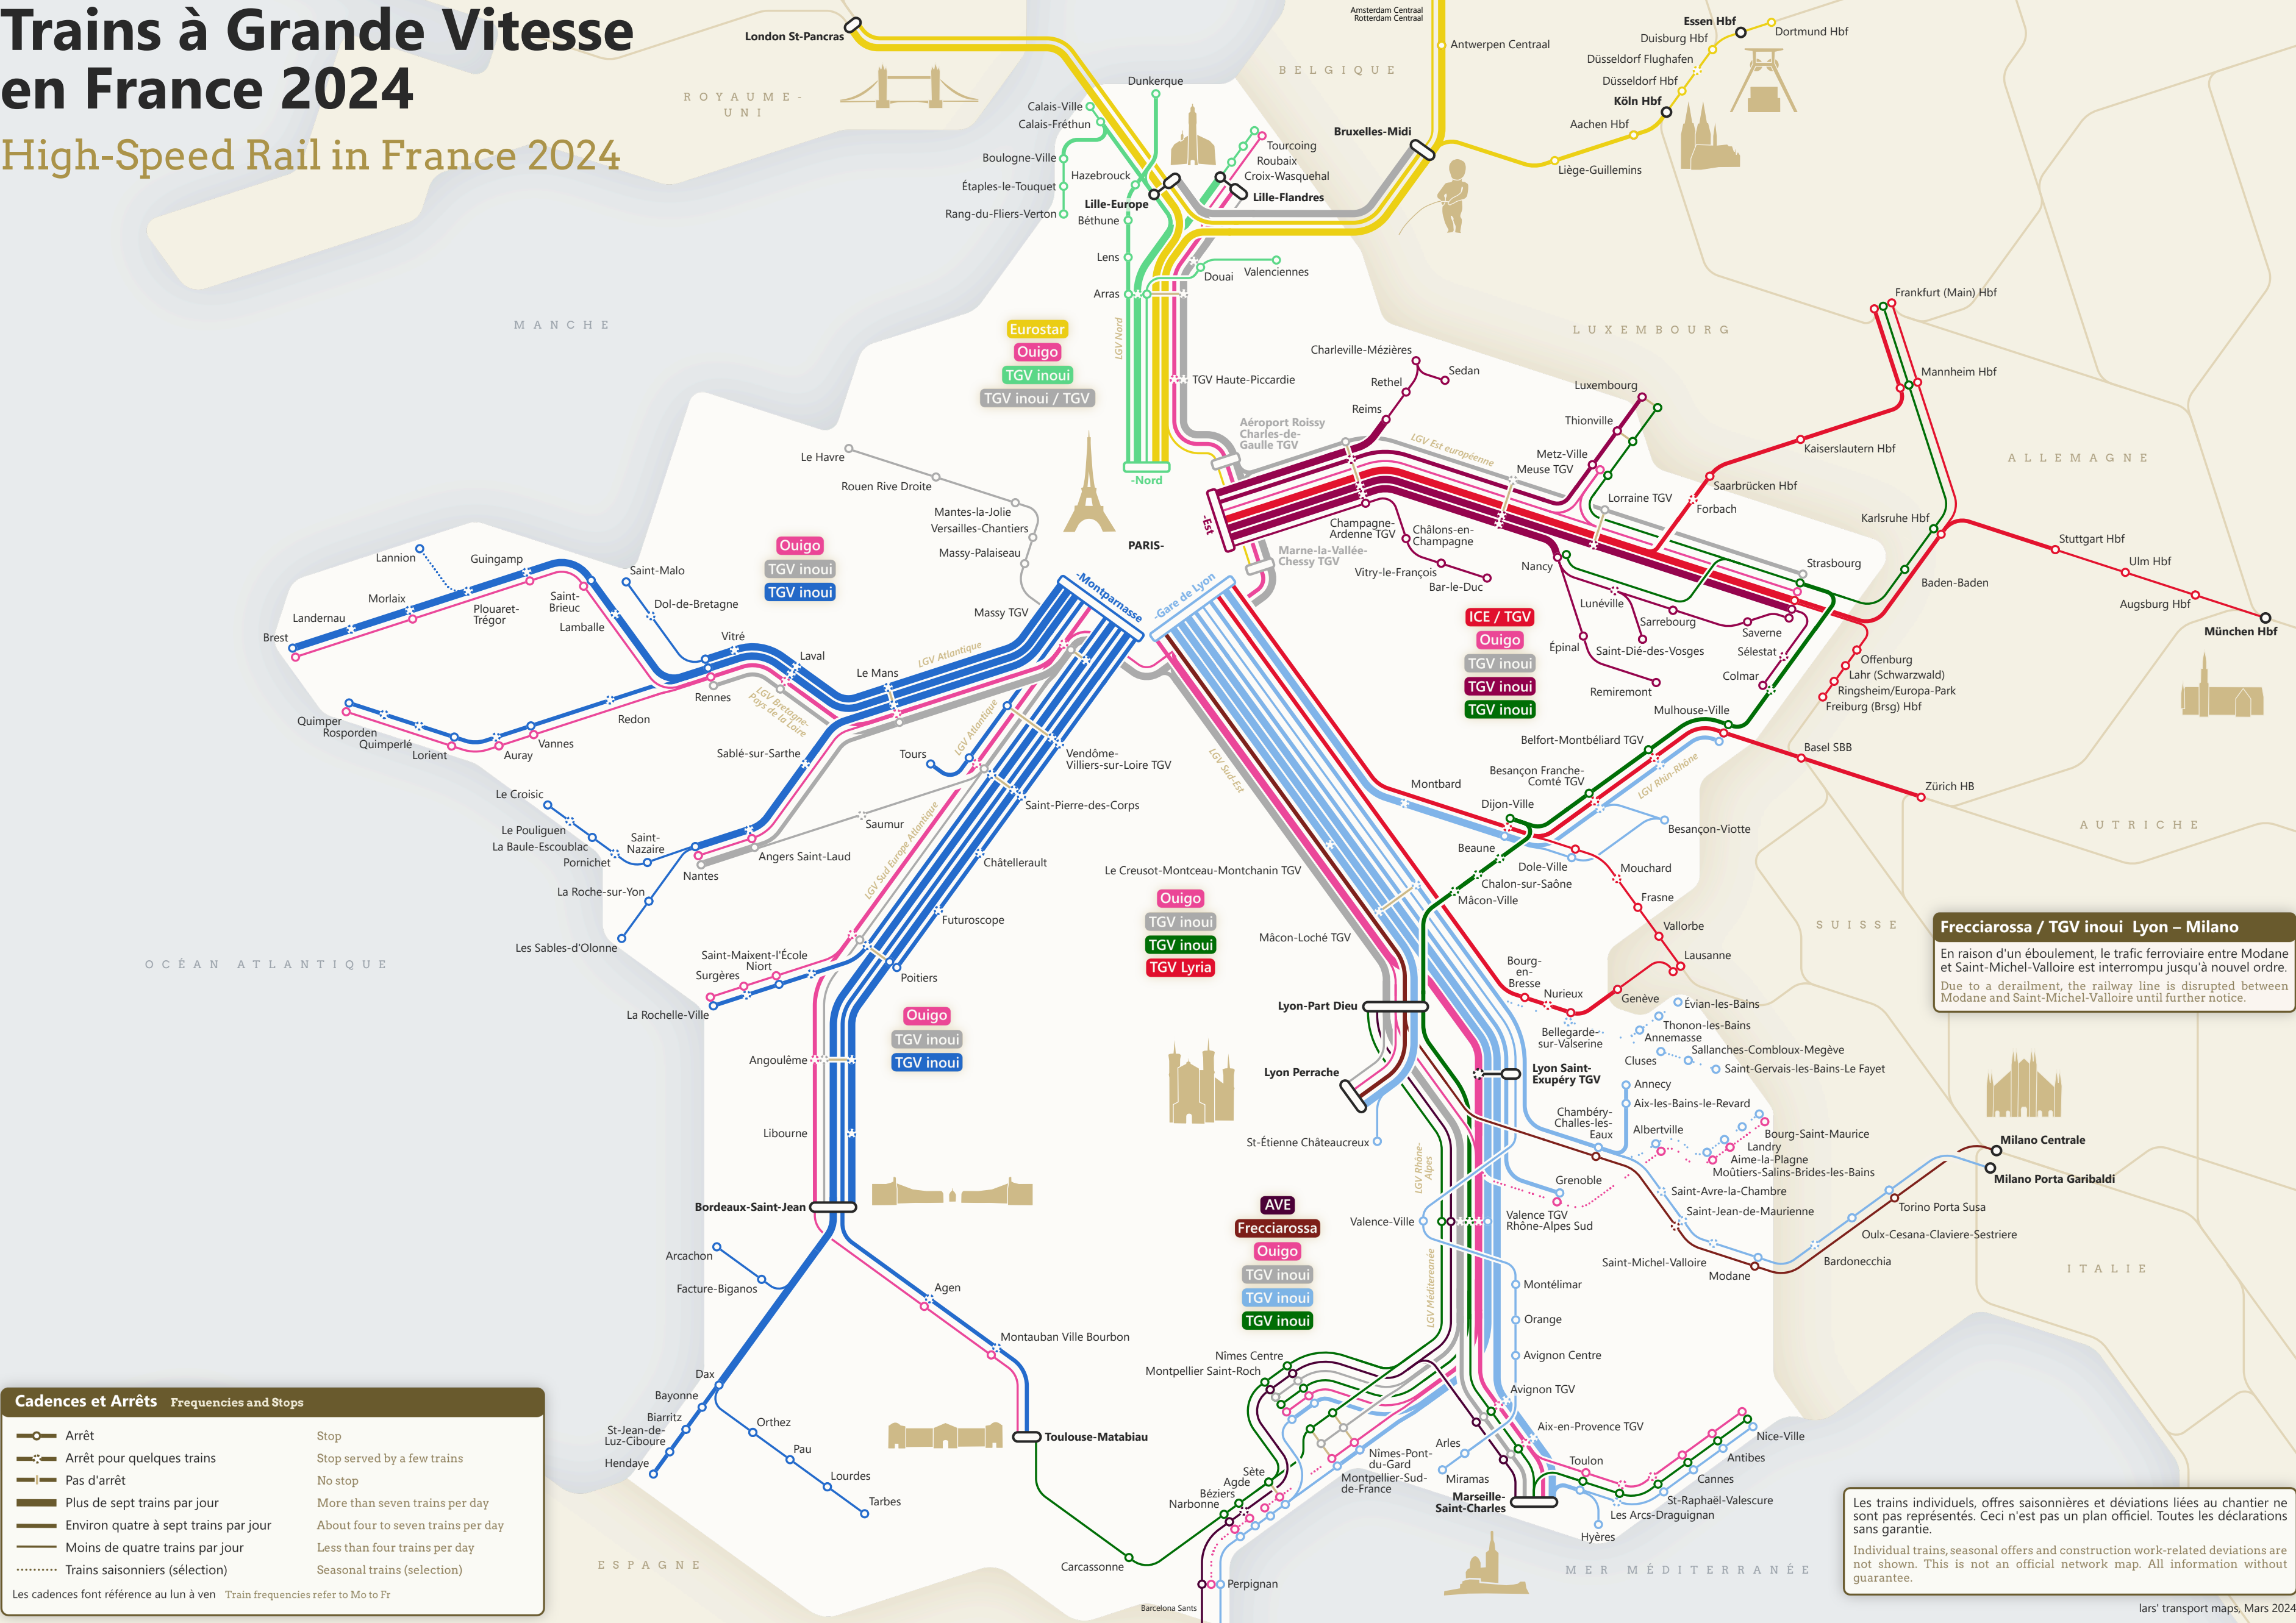 Trains à Grande Vitesse
en France 2024
High-Speed Rail in France 2024
ROYAUME-
UNI
BELGIQUE
LUXEMBOURG
ALLEMAGNE
AUTRICHE
SUISSE
ITALIE
ESPAGNE
MANCHE
OCÉAN ATLANTIQUE
MER MÉDITERRANÉE
London St-Pancras
Amsterdam Centraal
Rotterdam Centraal
Antwerpen Centraal
Bruxelles-Midi
Liège-Guillemins
Aachen Hbf
Köln Hbf
Düsseldorf Hbf
Düsseldorf Flughafen
Duisburg Hbf
Essen Hbf
Dortmund Hbf
Dunkerque
Calais-Ville
Calais-Fréthun
Boulogne-Ville
Étaples-le-Touquet
Rang-du-Fliers-Verton
Hazebrouck
Lille-Europe
Béthune
Lens
Arras
Tourcoing
Roubaix
Croix-Wasquehal
Lille-Flandres
Douai
Valenciennes
LGV Nord
TGV Haute-Piccardie
Eurostar
Ouigo
TGV inoui
TGV inoui / TGV
-Nord
Aéroport Roissy
Charles-de-
Gaulle TGV
-Est
Marne-la-Vallée-
Chessy TGV
PARIS-
-Montparnasse
-Gare de Lyon
Massy TGV
Le Havre
Rouen Rive Droite
Mantes-la-Jolie
Versailles-Chantiers
Massy-Palaiseau
Charleville-Mézières
Sedan
Rethel
Reims
LGV Est européenne
Champagne-
Ardenne TGV
Châlons-en-
Champagne
Vitry-le-François
Bar-le-Duc
Luxembourg
Thionville
Metz-Ville
Meuse TGV
Lorraine TGV
Nancy
Lunéville
Sarrebourg
Saverne
Épinal
Saint-Dié-des-Vosges
Remiremont
Sélestat
Colmar
Strasbourg
Forbach
Saarbrücken Hbf
Kaiserslautern Hbf
Frankfurt (Main) Hbf
Mannheim Hbf
Karlsruhe Hbf
Baden-Baden
Stuttgart Hbf
Ulm Hbf
Augsburg Hbf
München Hbf
Offenburg
Lahr (Schwarzwald)
Ringsheim/Europa-Park
Freiburg (Brsg) Hbf
ICE / TGV
Ouigo
TGV inoui
TGV inoui
TGV inoui
Mulhouse-Ville
Belfort-Montbéliard TGV
Besançon Franche-
Comté TGV
LGV Rhin-Rhône
Basel SBB
Zürich HB
Besançon-Viotte
Montbard
Dijon-Ville
Beaune
Dole-Ville
Chalon-sur-Saône
Mâcon-Ville
Mouchard
Frasne
Vallorbe
Lausanne
Genève
Lannion
Guingamp
Morlaix
Landernau
Brest
Plouaret-
Trégor
Saint-
Brieuc
Lamballe
Saint-Malo
Dol-de-Bretagne
Vitré
Laval
Rennes
LGV Bretagne-
Pays de la Loire
Le Mans
LGV Atlantique
Quimper
Rosporden
Quimperlé
Lorient
Auray
Vannes
Redon
Ouigo
TGV inoui
TGV inoui
Sablé-sur-Sarthe
Tours
LGV Atlantique
Vendôme-
Villiers-sur-Loire TGV
Saint-Pierre-des-Corps
Saumur
Angers Saint-Laud
Nantes
Le Croisic
Le Pouliguen
La Baule-Escoublac
Pornichet
Saint-
Nazaire
La Roche-sur-Yon
Les Sables-d'Olonne
LGV Sud Europe Atlantique
Châtellerault
Futuroscope
Poitiers
Saint-Maixent-l'École
Niort
Surgères
La Rochelle-Ville
Angoulême
Libourne
Bordeaux-Saint-Jean
Ouigo
TGV inoui
TGV inoui
Arcachon
Facture-Biganos
Agen
Montauban Ville Bourbon
Toulouse-Matabiau
Dax
Bayonne
Biarritz
St-Jean-de-
Luz-Ciboure
Hendaye
Orthez
Pau
Lourdes
Tarbes
Carcassonne
LGV Sud-Est
Le Creusot-Montceau-Montchanin TGV
Mâcon-Loché TGV
Ouigo
TGV inoui
TGV inoui
TGV Lyria
Bourg-
en-
Bresse
Nurieux
Bellegarde-
sur-Valserine
Évian-les-Bains
Thonon-les-Bains
Annemasse
Sallanches-Combloux-Megève
Cluses
Saint-Gervais-les-Bains-Le Fayet
Annecy
Aix-les-Bains-le-Revard
Chambéry-
Challes-les-
Eaux
Albertville
Bourg-Saint-Maurice
Landry
Aime-la-Plagne
Moûtiers-Salins-Brides-les-Bains
Lyon-Part Dieu
Lyon Perrache
Lyon Saint-
Exupéry TGV
St-Étienne Châteaucreux
Grenoble
LGV Rhône-
Alpes
Saint-Avre-la-Chambre
Saint-Jean-de-Maurienne
Saint-Michel-Valloire
Modane
Bardonecchia
Oulx-Cesana-Claviere-Sestriere
Torino Porta Susa
Milano Centrale
Milano Porta Garibaldi
Valence-Ville
Valence TGV
Rhône-Alpes Sud
AVE
Frecciarossa
Ouigo
TGV inoui
TGV inoui
TGV inoui
LGV Méditereanée
Montélimar
Orange
Avignon Centre
Avignon TGV
Aix-en-Provence TGV
Nîmes Centre
Montpellier Saint-Roch
Nîmes-Pont-
du-Gard
Montpellier-Sud-
de-France
Arles
Miramas
Sète
Agde
Béziers
Narbonne
Perpignan
Barcelona Sants
Marseille-
Saint-Charles
Toulon
Hyères
Les Arcs-Draguignan
St-Raphaël-Valescure
Cannes
Antibes
Nice-Ville
Frecciarossa / TGV inoui Lyon – Milano
En raison d'un éboulement, le trafic ferroviaire entre Modane
et Saint-Michel-Valloire est interrompu jusqu'à nouvel ordre.
Due to a derailment, the railway line is disrupted between
Modane and Saint-Michel-Valloire until further notice.
Cadences et Arrêts Frequencies and Stops
Arrêt Stop
Arrêt pour quelques trains Stop served by a few trains
Pas d'arrêt No stop
Plus de sept trains par jour More than seven trains per day
Environ quatre à sept trains par jour About four to seven trains per day
Moins de quatre trains par jour Less than four trains per day
Trains saisonniers (sélection) Seasonal trains (selection)
Les cadences font référence au lun à ven Train frequencies refer to Mo to Fr
Les trains individuels, offres saisonnières et déviations liées au chantier ne
sont pas représentés. Ceci n'est pas un plan officiel. Toutes les déclarations
sans garantie.
Individual trains, seasonal offers and construction work-related deviations are
not shown. This is not an official network map. All information without
guarantee.
lars' transport maps, Mars 2024